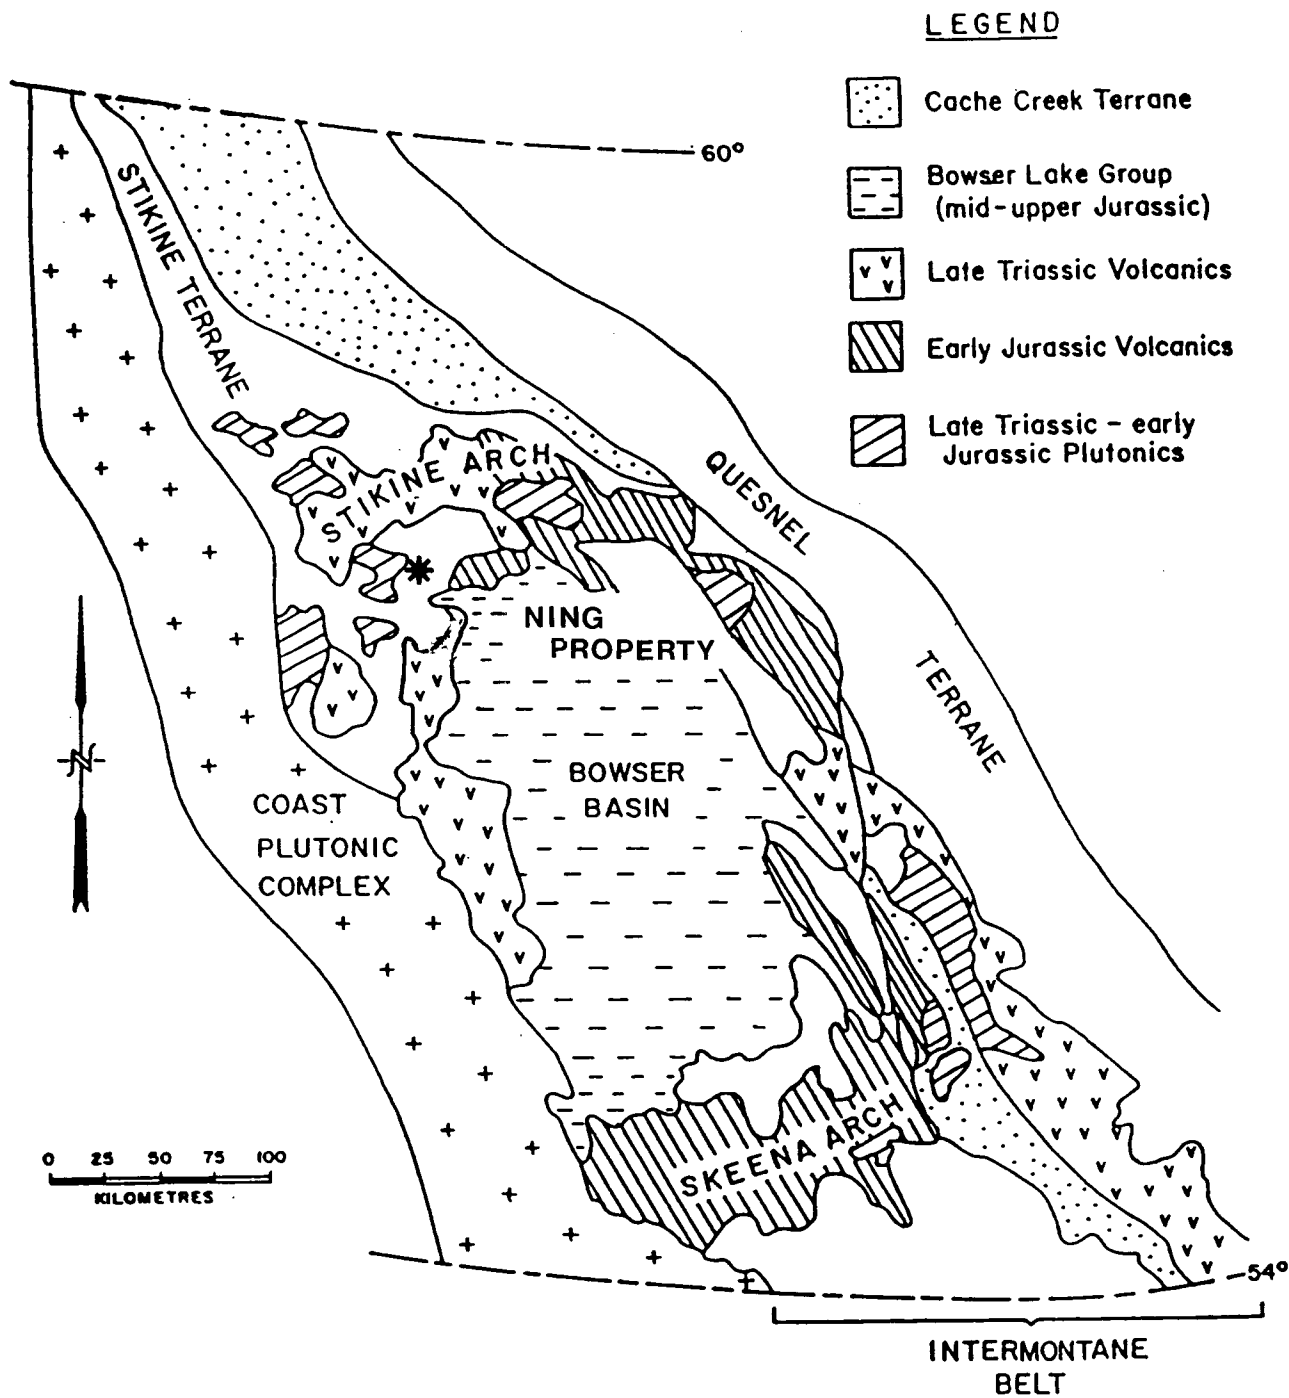 LEGEND
Cache Creek Terrane
Bowser Lake Group
(mid-upper Jurassic)
Late Triassic Volcanics
Early Jurassic Volcanics
Late Triassic - early
Jurassic Plutonics
60°
STIKINE TERRANE
STIKINE ARCH
QUESNEL
TERRANE
NING
PROPERTY
BOWSER
BASIN
COAST
PLUTONIC
COMPLEX
N
SKEENA ARCH
0 25 50 75 100
KILOMETRES
54°
INTERMONTANE
BELT